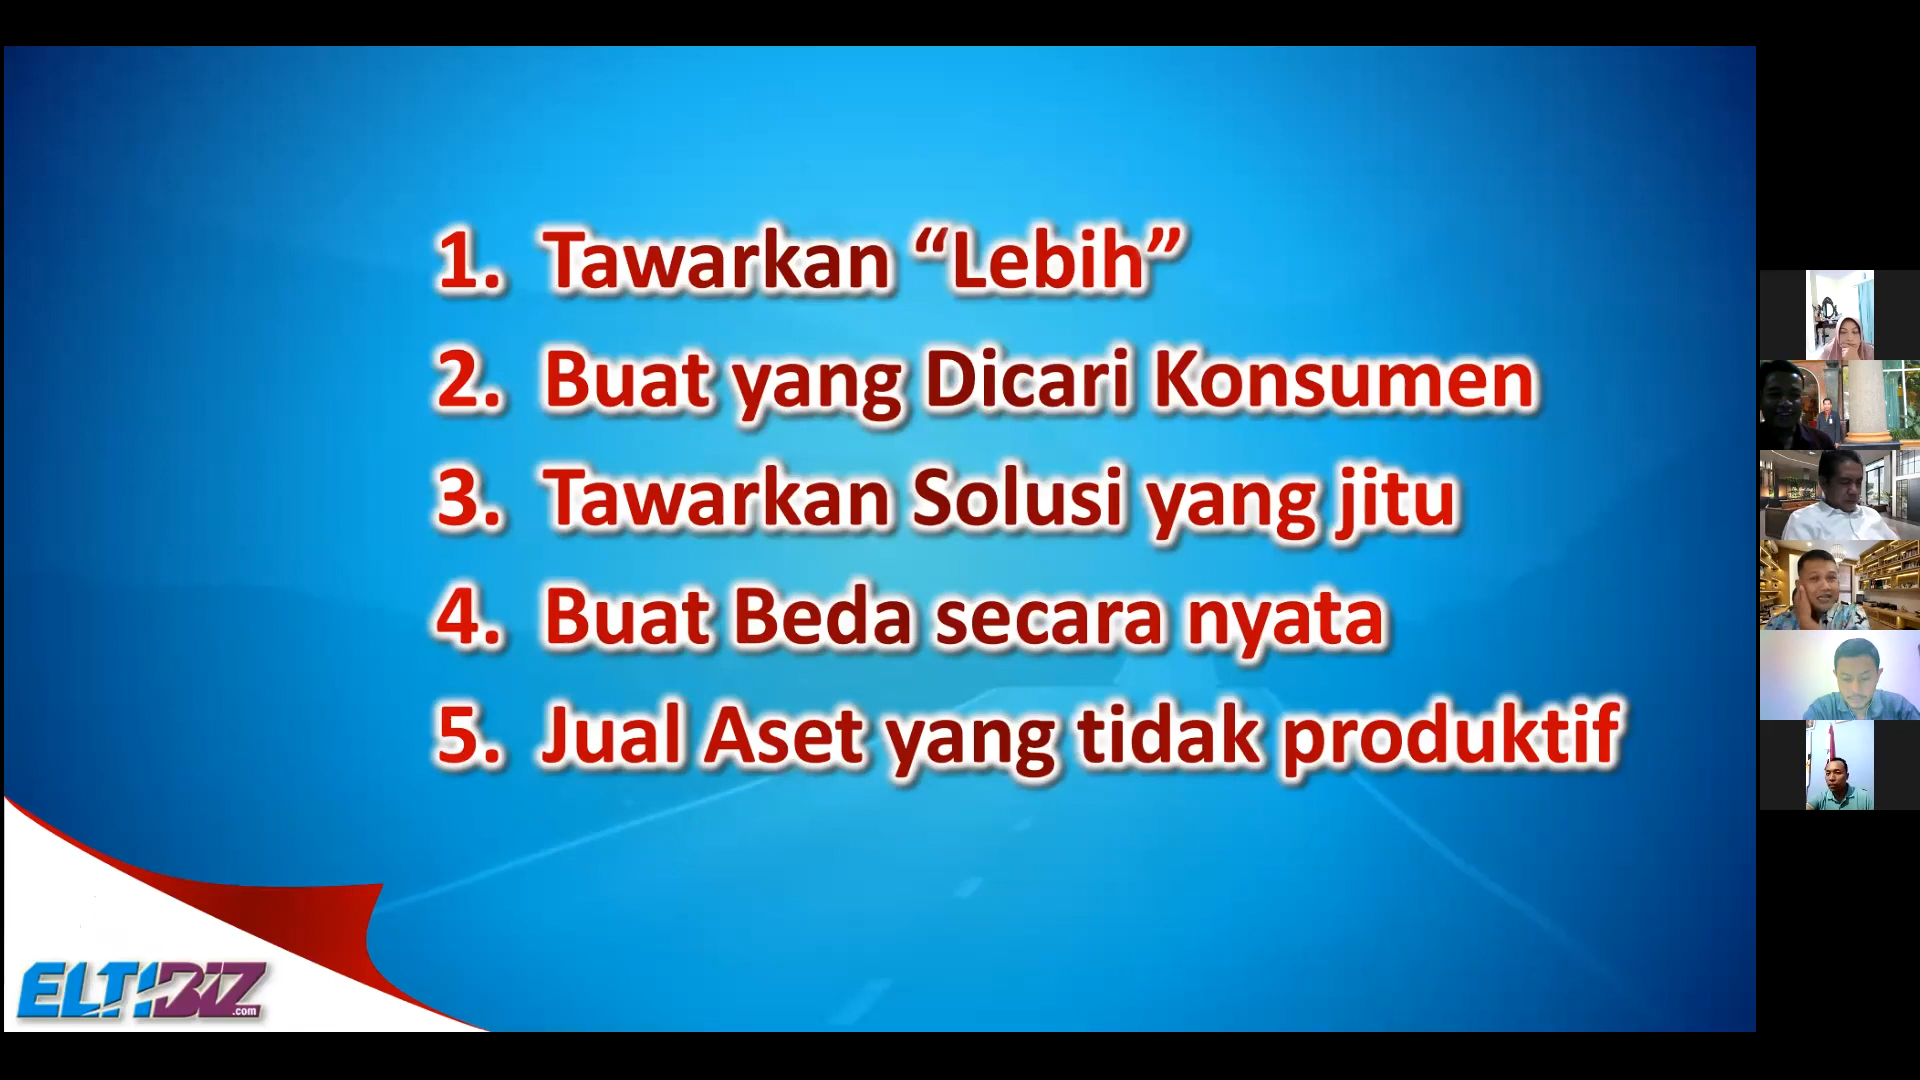 1. Tawarkan “Lebih”
2. Buat yang Dicari Konsumen
3. Tawarkan Solusi yang jitu
4. Buat Beda secara nyata
5. Jual Aset yang tidak produktif
ELTIBIZ
.com